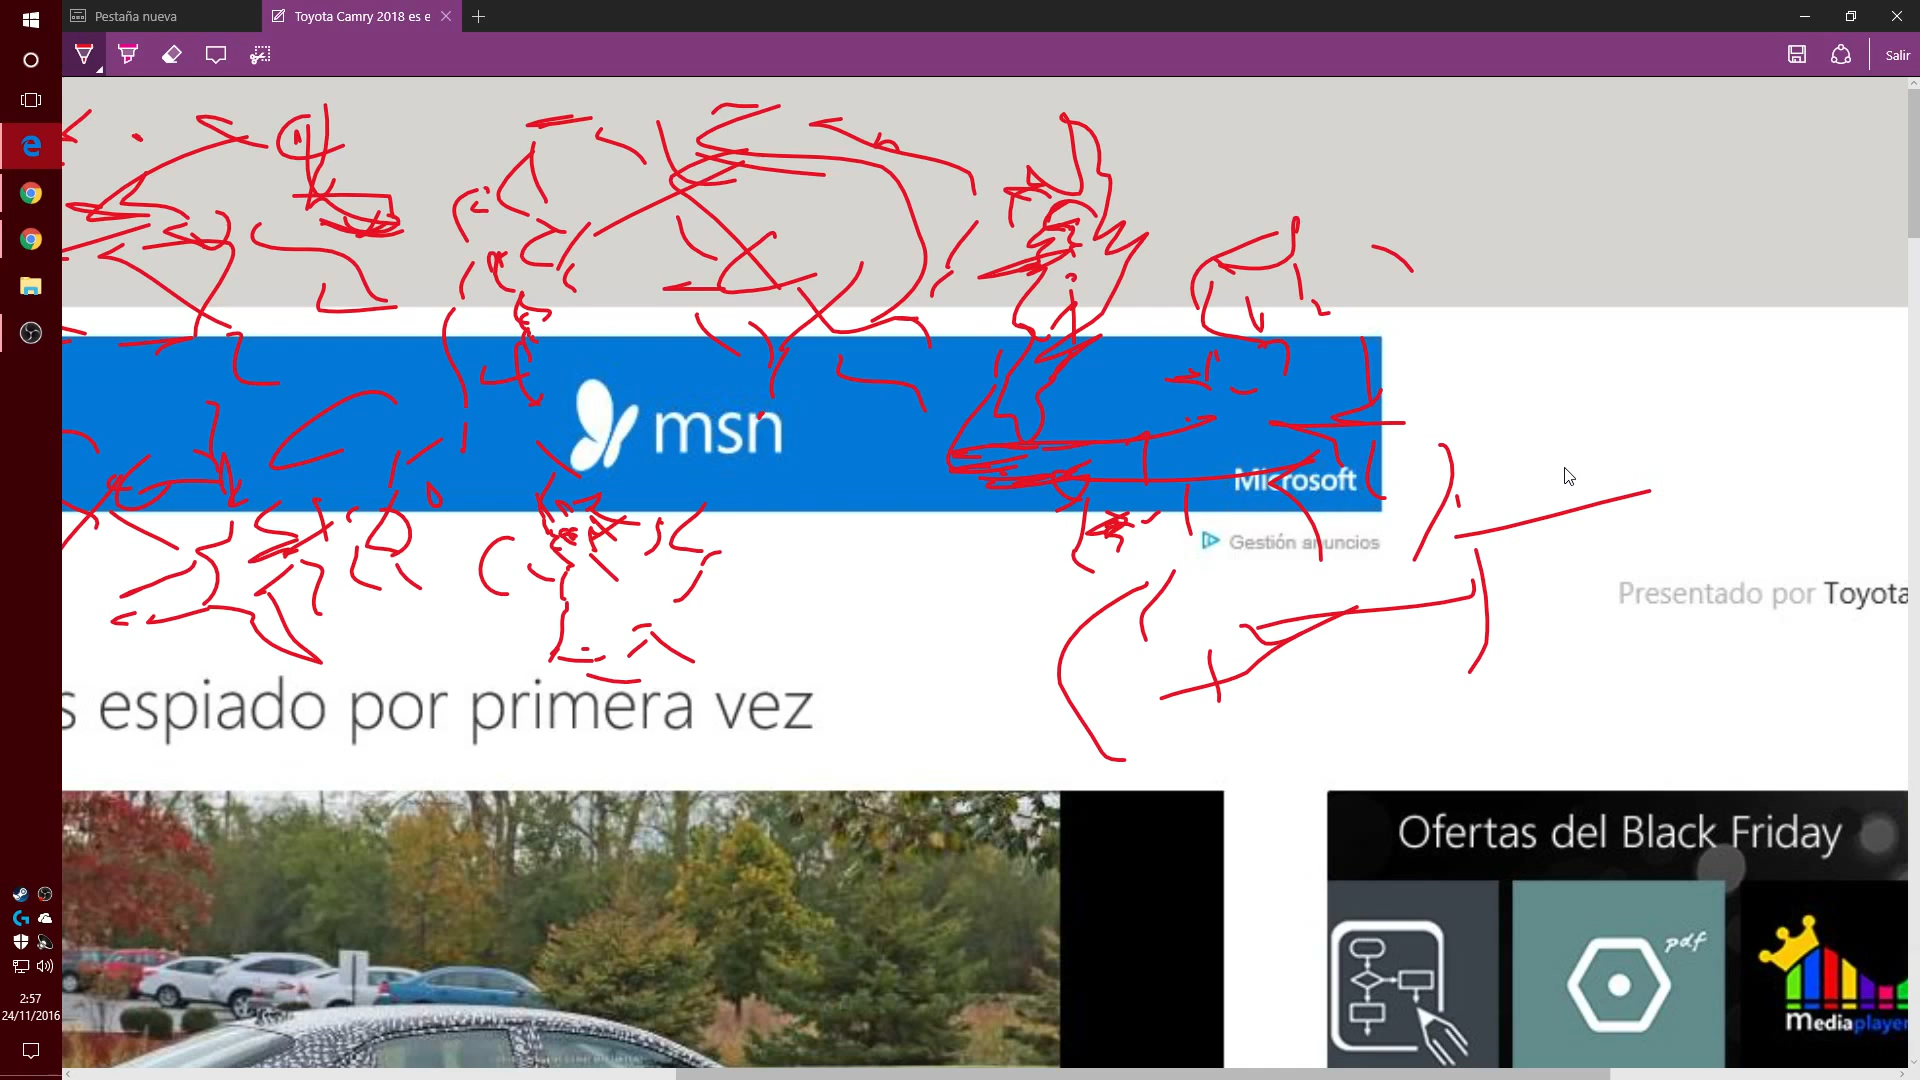 Pestaña nueva
Toyota Camry 2018 es e
Salir
msn
Microsoft
Gestión anuncios
Presentado por Toyota
s espiado por primera vez
Ofertas del Black Friday
pdf
mediaplayer
2:57
24/11/2016